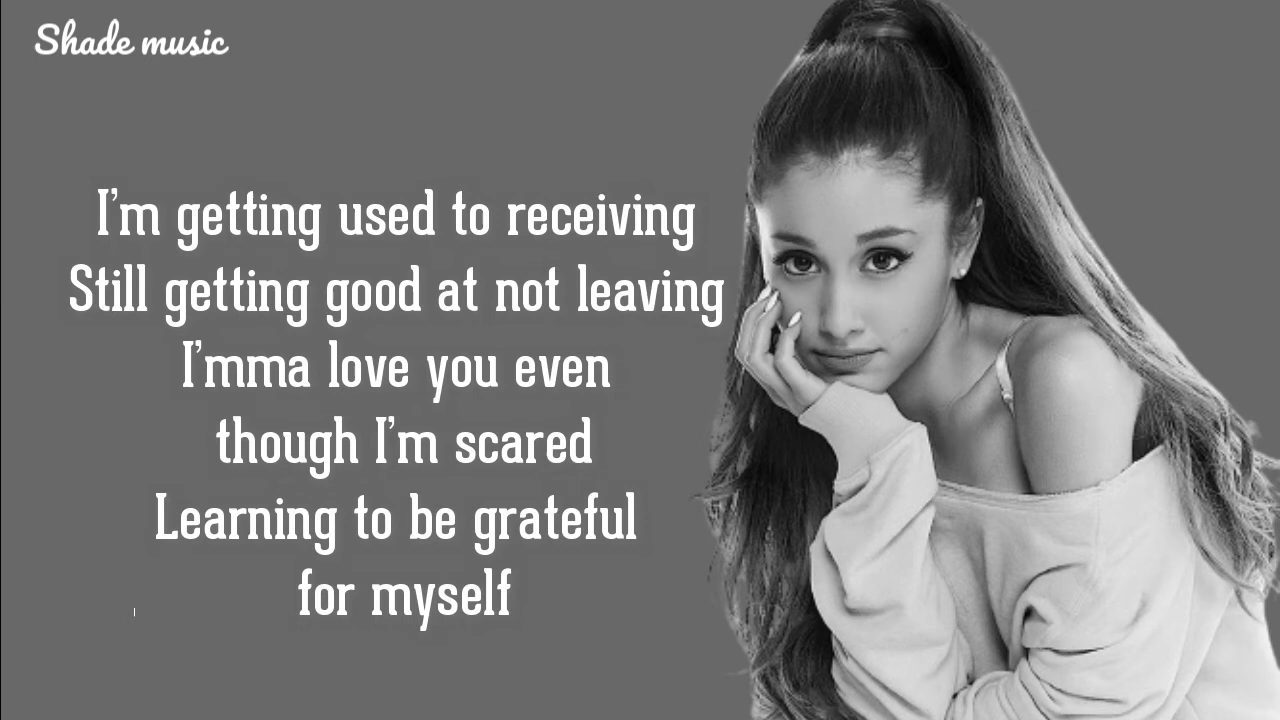 Shade music
I'm getting used to receiving
Still getting good at not leaving
I'mma love you even
though I'm scared
Learning to be grateful
for myself